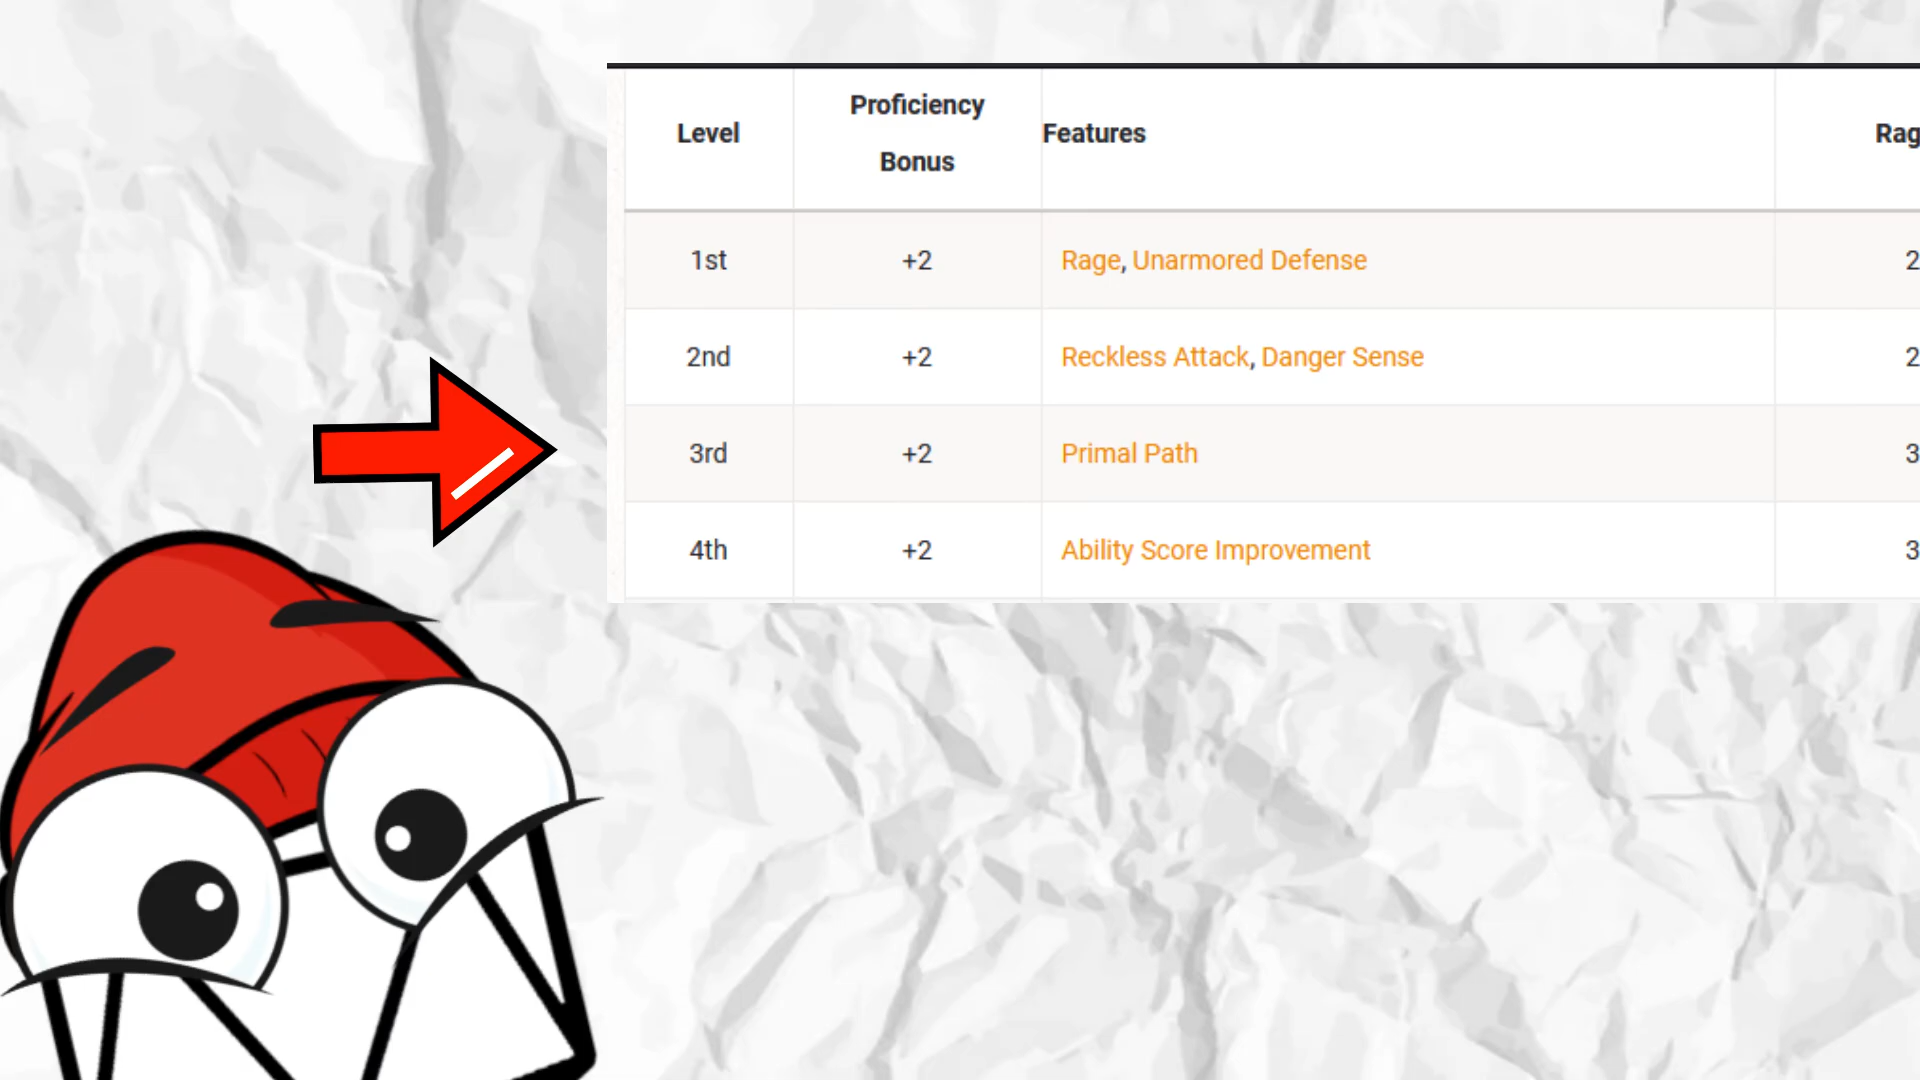 Level Proficiency Bonus Features Rag
1st +2 Rage, Unarmored Defense 2
2nd +2 Reckless Attack, Danger Sense 2
3rd +2 Primal Path 3
4th +2 Ability Score Improvement 3